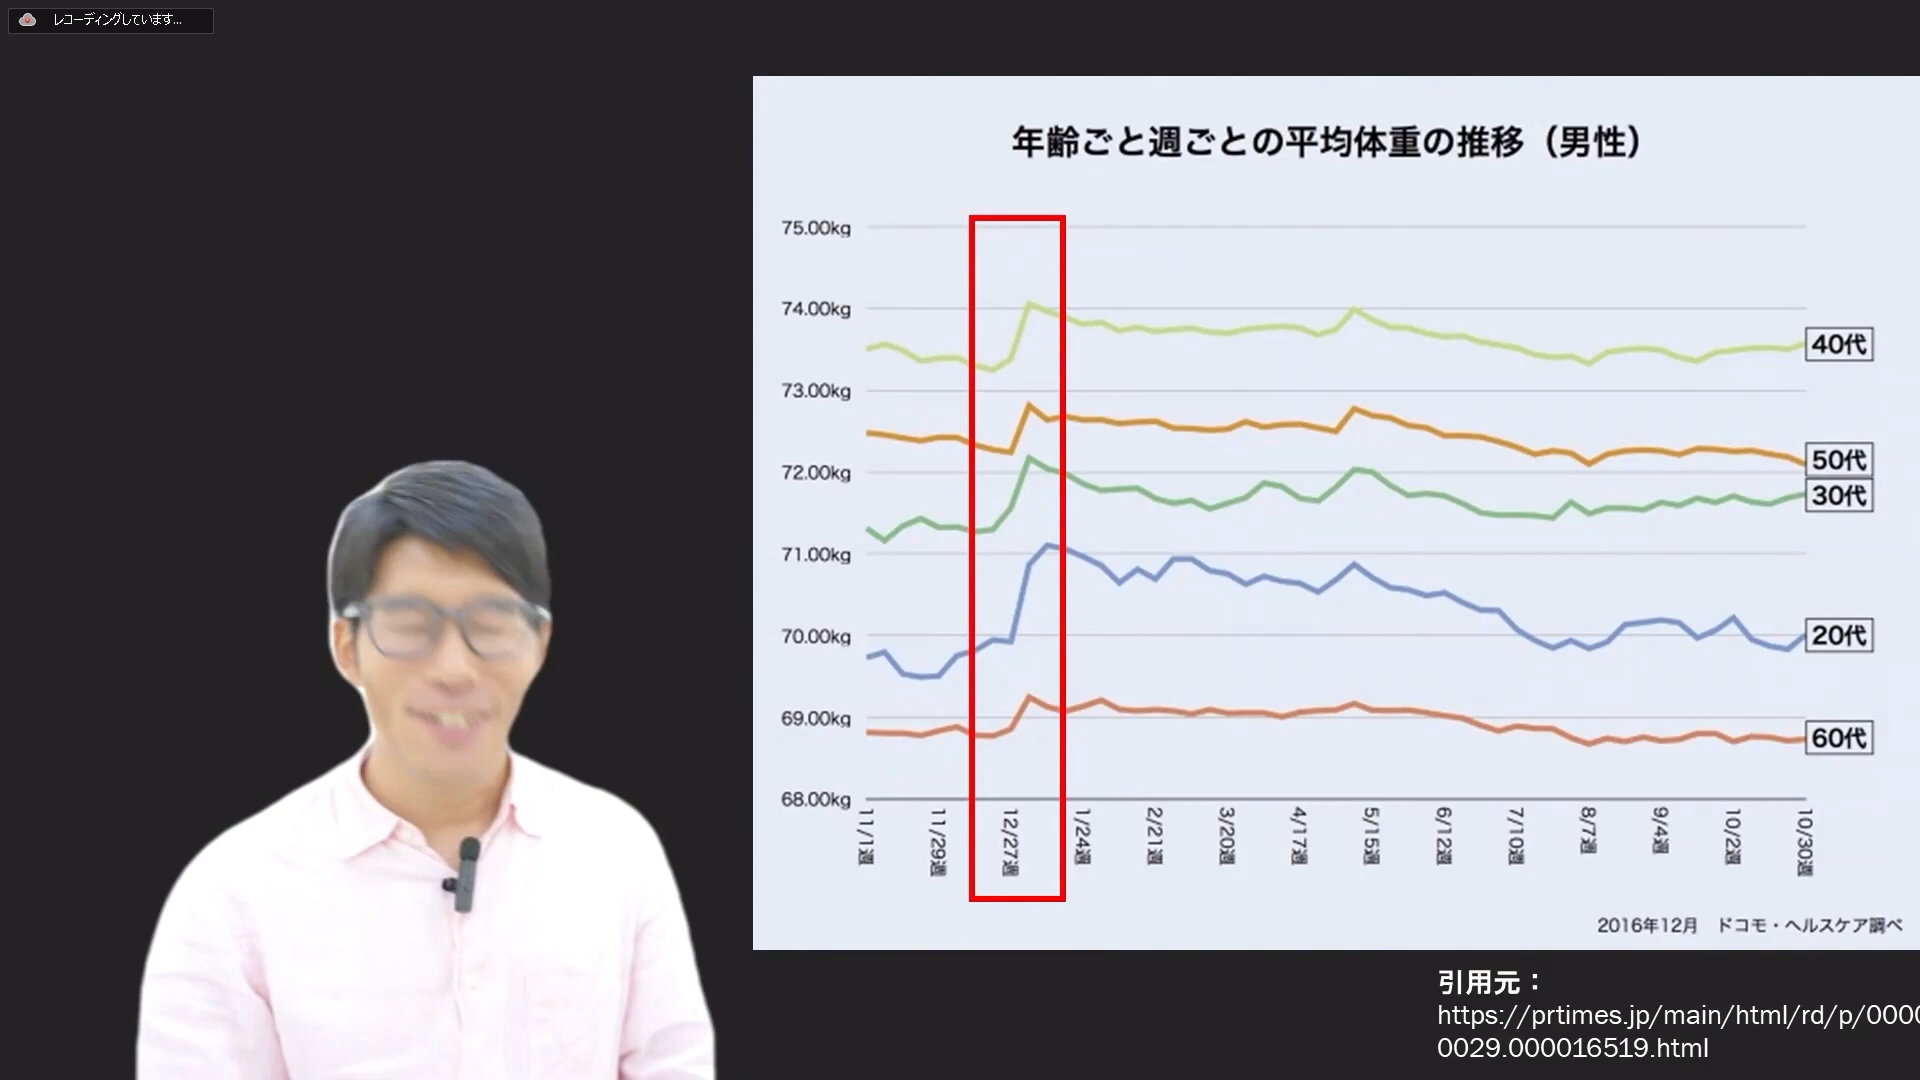 レコーディングしています...
年齢ごと週ごとの平均体重の推移（男性）
75.00kg
74.00kg
73.00kg
72.00kg
71.00kg
70.00kg
69.00kg
68.00kg
40代
50代
30代
20代
60代
11/1週
11/29週
12/27週
1/24週
2/21週
3/20週
4/17週
5/15週
6/12週
7/10週
8/7週
9/4週
10/2週
10/30週
2016年12月　ドコモ・ヘルスケア調べ
引用元：
https://prtimes.jp/main/html/rd/p/0000
0029.000016519.html